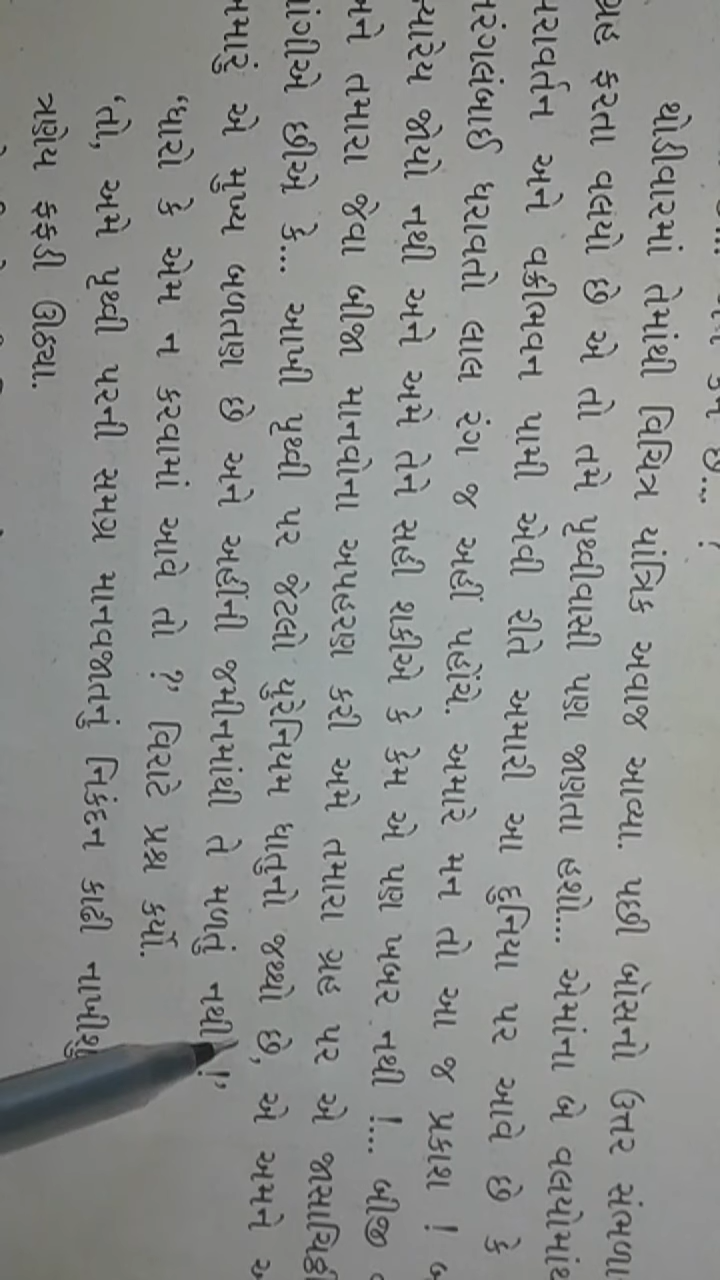 થોડીવારમાં તેમાંથી વિચિત્ર યાંત્રિક અવાજ આવ્યા. પછી બોસનો ઉત્તર સંભળા
ગ્રહ ફરતા વલયો છે એ તો તમે પૃથ્વીવાસી પણ જાણતા હશો... એમાંના બે વલયોમાંથ
પરાવર્તન અને વક્રીભવન પામી એવી રીતે અમારી આ દુનિયા પર આવે છે કે
તરંગલંબાઈ ધરાવતો લાલ રંગ જ અહીં પહોંચે. અમારે મન તો આ જ પ્રકાશ !
ક્યારેય જોયો નથી અને અમે તેને સહી શકીએ કે કેમ એ પણ ખબર નથી !... બીજી
અને તમારા જેવા બીજા માનવોના અપહરણ કરી અમે તમારા ગ્રહ પર એ જાસાચિઠ્ઠી
માંગીએ છીએ કે... આખી પૃથ્વી પર જેટલો યુરેનિયમ ધાતુનો જથ્થો છે, એ અમને
અમારું એ મુખ્ય બળતણ છે અને અહીંની જમીનમાંથી તે મળતું નથી !'
'ધારો કે એમ ન કરવામાં આવે તો ?' વિરાટે પ્રશ્ન કર્યો.
'તો, અમે પૃથ્વી પરની સમગ્ર માનવજાતનું નિકંદન કાઢી નાખીશું
ત્રણેય ફફડી ઊઠ્યા.